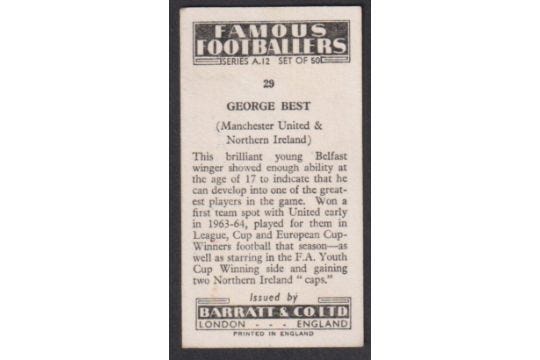 FAMOUS
FOOTBALLERS
SERIES A.12 SET OF 50
29
GEORGE BEST
(Manchester United &
Northern Ireland)
This brilliant young Belfast
winger showed enough ability at
the age of 17 to indicate that he
can develop into one of the great-
est players in the game. Won a
first team spot with United early
in 1963-64, played for them in
League, Cup and European Cup-
Winners football that season—as
well as starring in the F.A. Youth
Cup Winning side and gaining
two Northern Ireland " caps."
Issued by
BARRATT & CO LTD
LONDON - - - ENGLAND
PRINTED IN ENGLAND